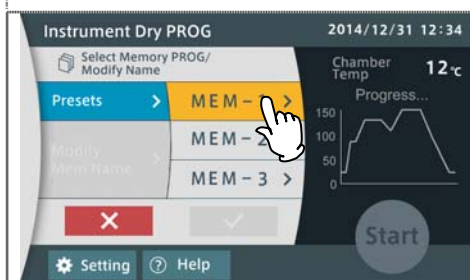 Instrument Dry PROG
2014/12/31 12:34
Select Memory PROG/
Modify Name
Presets
MEM-1
Modify
Mem Name
MEM-2
MEM-3
Setting
Help
Chamber
Temp
12℃
Progress...
150
100
50
0
Start